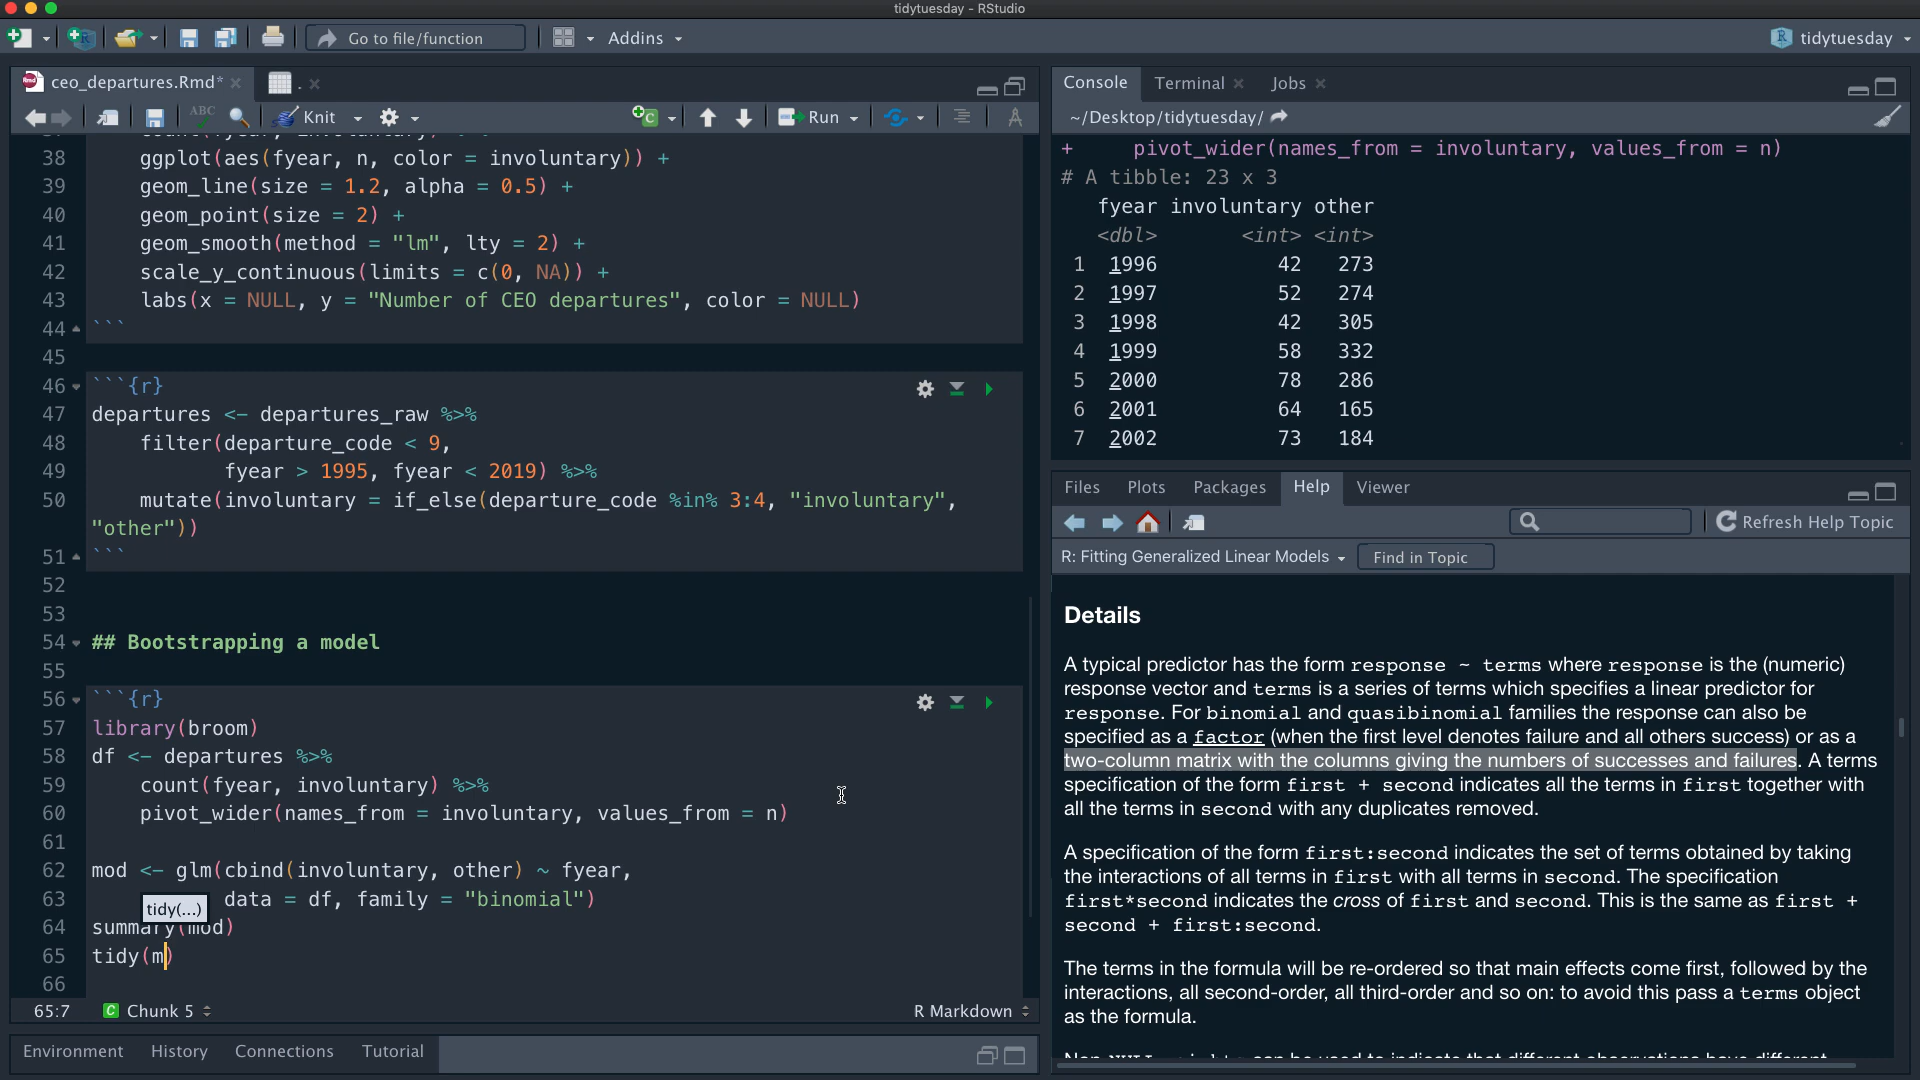 tidytuesday - RStudio
Go to file/function
Addins
tidytuesday
ceo_departures.Rmd*
.
Console
Terminal
Jobs
ABC
Knit
Run
~/Desktop/tidytuesday/
38 ggplot(aes(fyear, n, color = involuntary)) +
39 geom_line(size = 1.2, alpha = 0.5) +
40 geom_point(size = 2) +
41 geom_smooth(method = "lm", lty = 2) +
42 scale_y_continuous(limits = c(0, NA)) +
43 labs(x = NULL, y = "Number of CEO departures", color = NULL)
44 ```
45
46 ```{r}
47 departures <- departures_raw %>%
48 filter(departure_code < 9,
49 fyear > 1995, fyear < 2019) %>%
50 mutate(involuntary = if_else(departure_code %in% 3:4, "involuntary",
"other"))
51 ```
52
53
54 ## Bootstrapping a model
55
56 ```{r}
57 library(broom)
58 df <- departures %>%
59 count(fyear, involuntary) %>%
60 pivot_wider(names_from = involuntary, values_from = n)
61
62 mod <- glm(cbind(involuntary, other) ~ fyear,
63 data = df, family = "binomial")
tidy(...)
64 summary(mod)
65 tidy(m)
66
65:7
Chunk 5
R Markdown
Environment
History
Connections
Tutorial
+ pivot_wider(names_from = involuntary, values_from = n)
# A tibble: 23 x 3
fyear involuntary other
<dbl> <int> <int>
1 1996 42 273
2 1997 52 274
3 1998 42 305
4 1999 58 332
5 2000 78 286
6 2001 64 165
7 2002 73 184
Files
Plots
Packages
Help
Viewer
Refresh Help Topic
R: Fitting Generalized Linear Models
Find in Topic
Details
A typical predictor has the form response ~ terms where response is the (numeric)
response vector and terms is a series of terms which specifies a linear predictor for
response. For binomial and quasibinomial families the response can also be
specified as a factor (when the first level denotes failure and all others success) or as a
two-column matrix with the columns giving the numbers of successes and failures. A terms
specification of the form first + second indicates all the terms in first together with
all the terms in second with any duplicates removed.
A specification of the form first:second indicates the set of terms obtained by taking
the interactions of all terms in first with all terms in second. The specification
first*second indicates the cross of first and second. This is the same as first +
second + first:second.
The terms in the formula will be re-ordered so that main effects come first, followed by the
interactions, all second-order, all third-order and so on: to avoid this pass a terms object
as the formula.
can be used to indicate that different observations have different